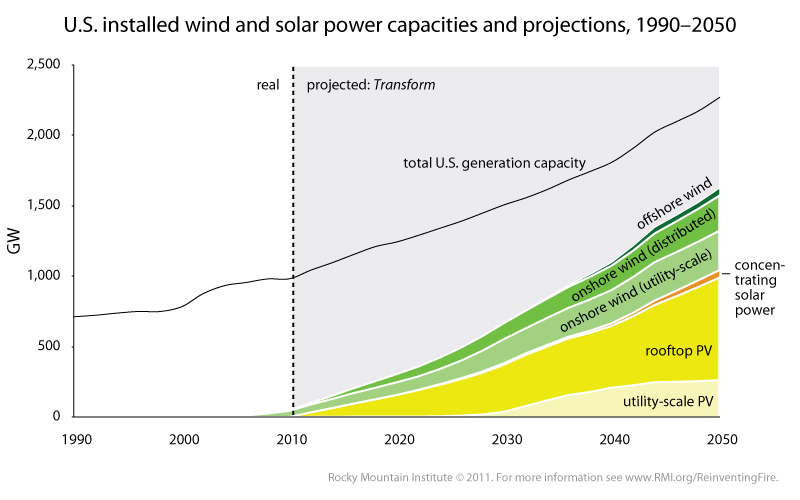 U.S. installed wind and solar power capacities and projections, 1990–2050
2,500
real
projected: Transform
2,000
total U.S. generation capacity
1,500
offshore wind
onshore wind (distributed)
GW
onshore wind (utility-scale)
1,000
concen-
trating
solar
power
500
rooftop PV
utility-scale PV
0
1990
2000
2010
2020
2030
2040
2050
Rocky Mountain Institute © 2011. For more information see www.RMI.org/ReinventingFire.